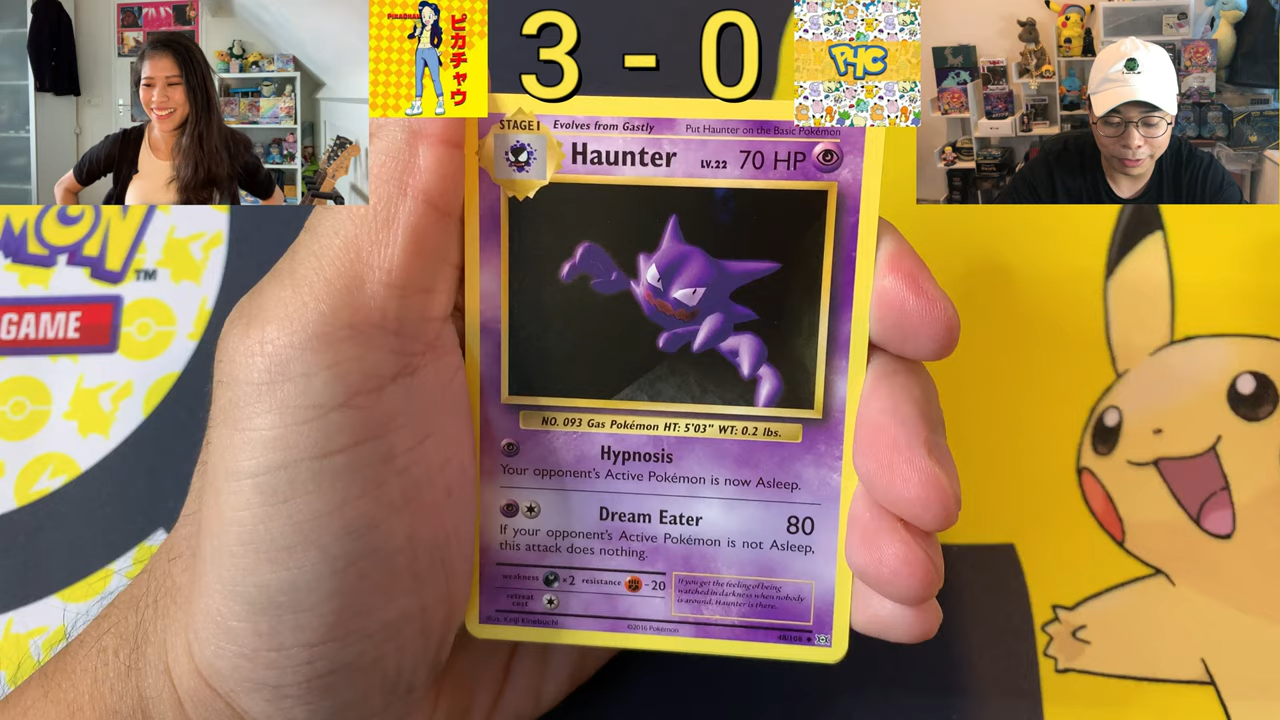 PIKACHAU
ピカチャウ
3 - 0
P4C
MON
TM
GAME
STAGE 1 Evolves from Gastly Put Haunter on the Basic Pokémon
Haunter LV.22 70 HP
NO. 093 Gas Pokémon HT: 5'03" WT: 0.2 lbs.
Hypnosis
Your opponent's Active Pokémon is now Asleep.
Dream Eater 80
If your opponent's Active Pokémon is not Asleep,
this attack does nothing.
weakness ×2 resistance -20
retreat
cost
If you get the feeling of being
watched in darkness when nobody
is around, Haunter is there.
Illus. Keiji Kinebuchi ©2016 Pokémon 48/108